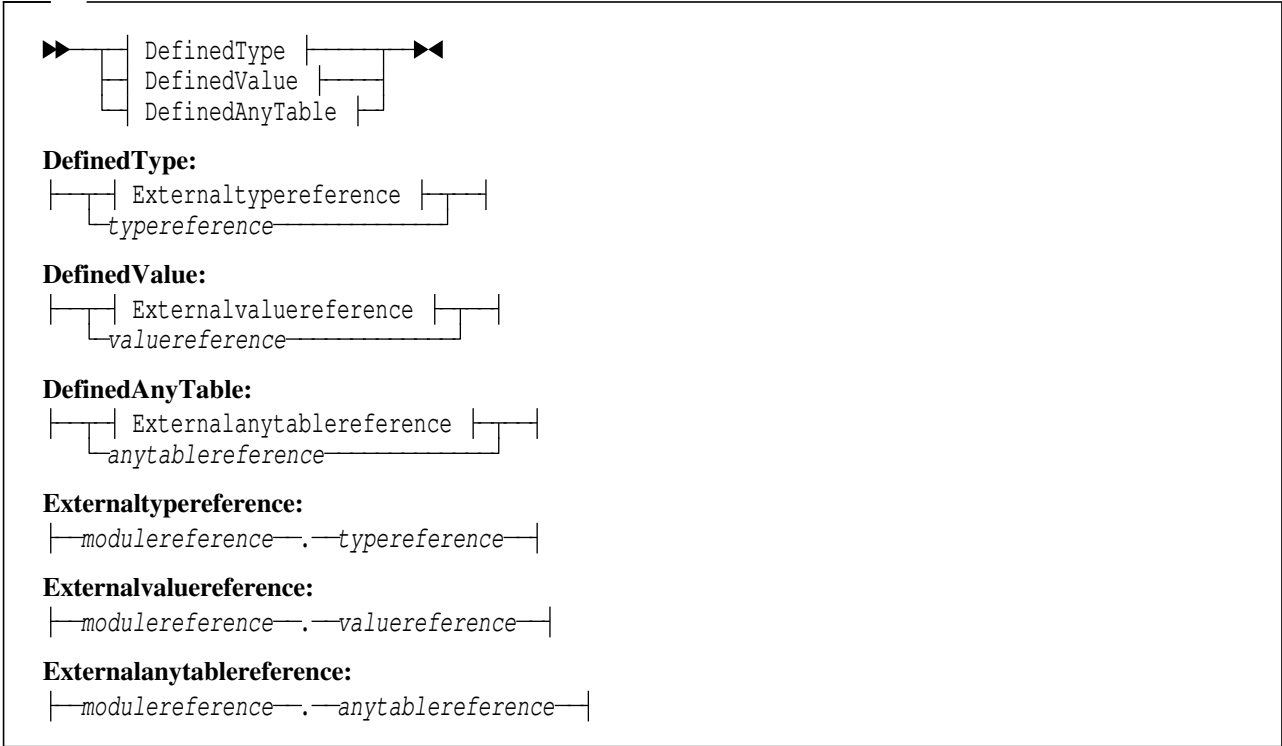 DefinedType
DefinedValue
DefinedAnyTable
DefinedType:
Externaltypereference
typereference
DefinedValue:
Externalvaluereference
valuereference
DefinedAnyTable:
Externalanytablereference
anytablereference
Externaltypereference:
modulereference . typereference
Externalvaluereference:
modulereference . valuereference
Externalanytablereference:
modulereference . anytablereference